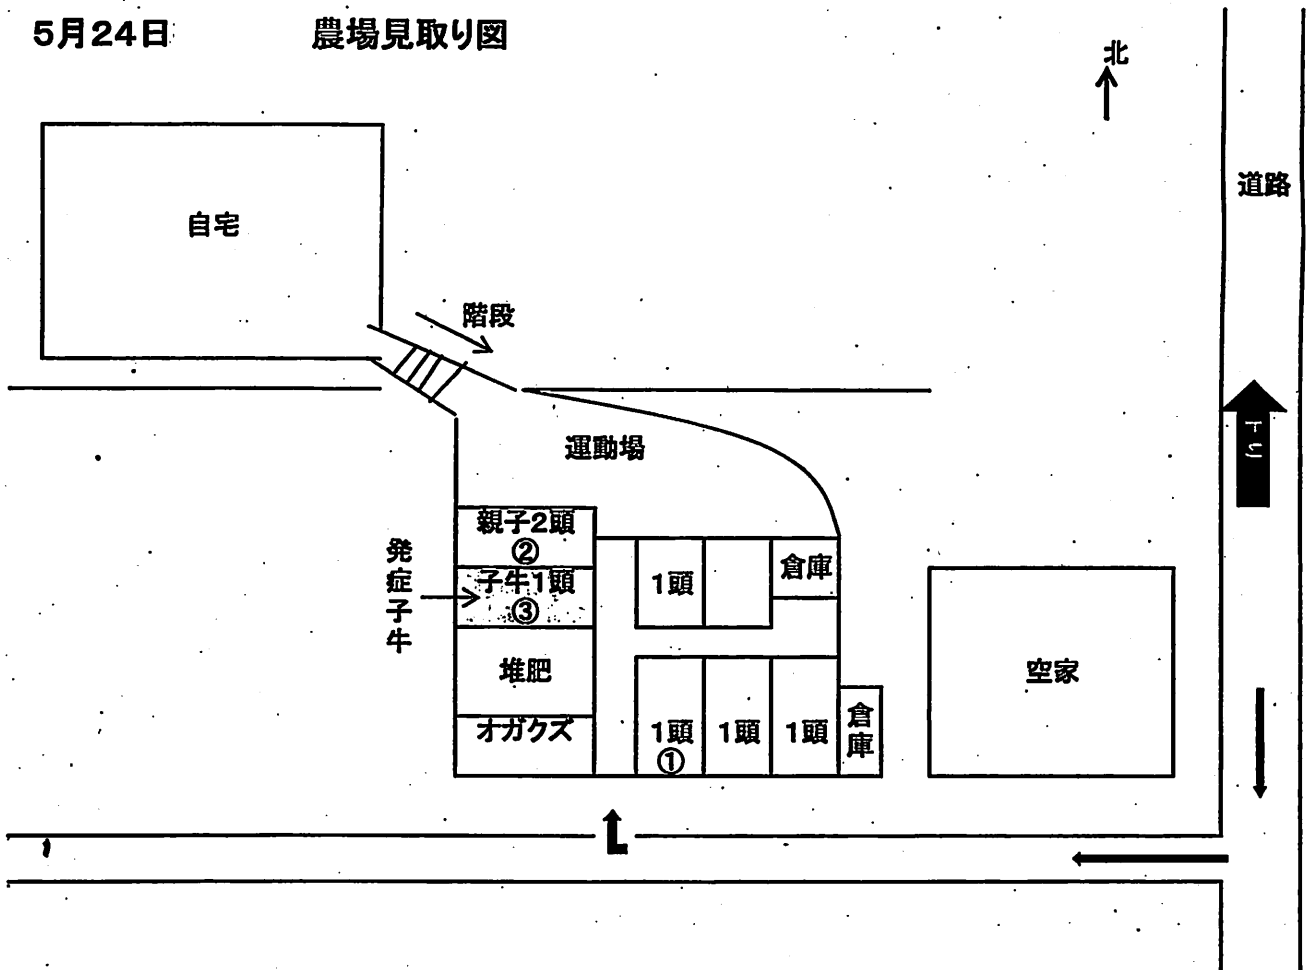 5月24日 農場見取り図
北
道路
自宅
階段
運動場
トリ
親子2頭
②
発症子牛
子牛1頭
③
1頭
倉庫
堆肥
空家
オガクズ
1頭
①
1頭
1頭
倉庫